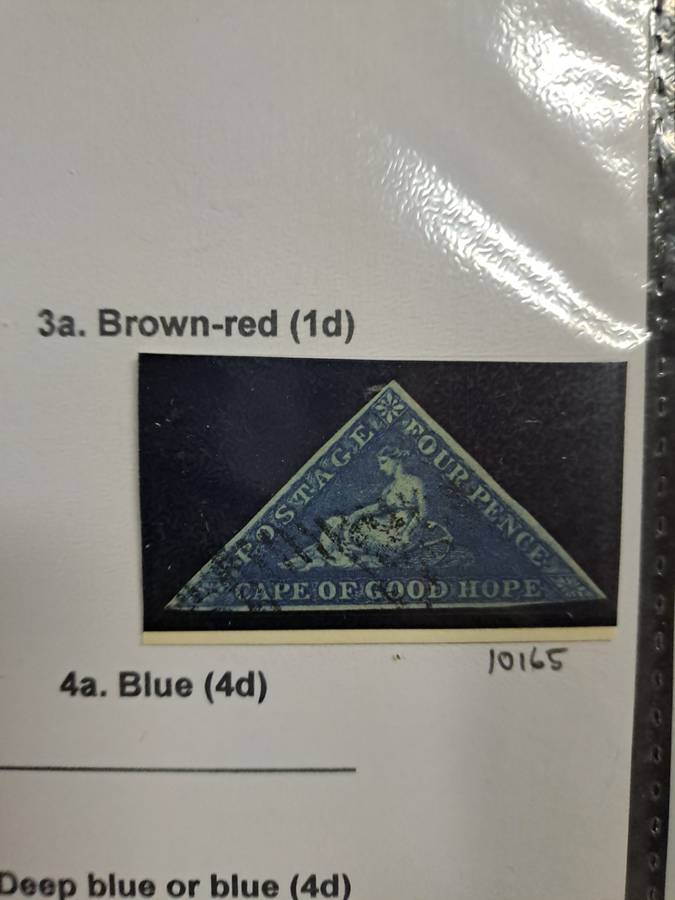 3a. Brown-red (1d)
POSTAGE
FOUR PENCE
CAPE OF GOOD HOPE
10165
4a. Blue (4d)
Deep blue or blue (4d)